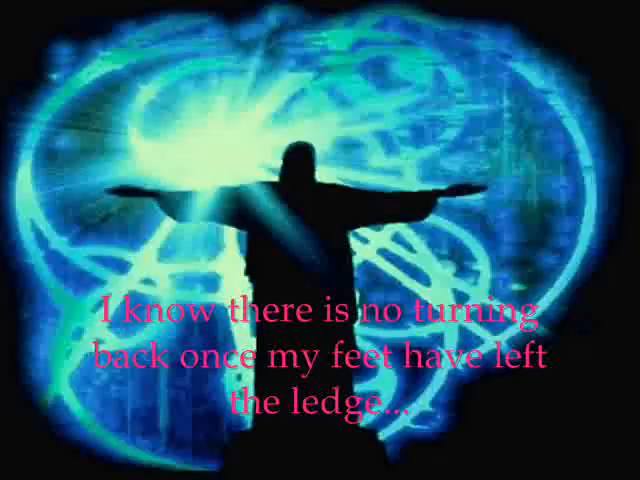 I know there is no turning
back once my feet have left
the ledge...